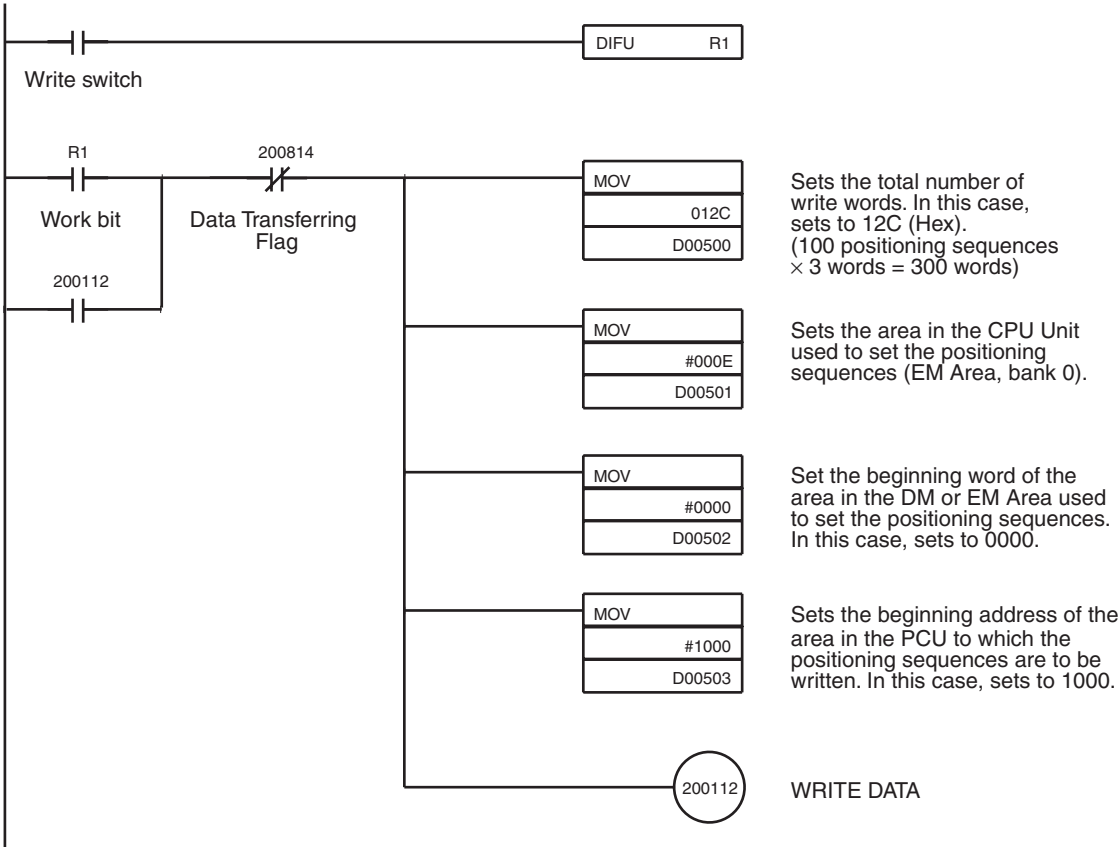 DIFU R1
Write switch
R1
200814
MOV
Sets the total number of
write words. In this case,
sets to 12C (Hex).
(100 positioning sequences
× 3 words = 300 words)
012C
D00500
Work bit
Data Transferring
Flag
200112
MOV
Sets the area in the CPU Unit
used to set the positioning
sequences (EM Area, bank 0).
#000E
D00501
MOV
Set the beginning word of the
area in the DM or EM Area used
to set the positioning sequences.
In this case, sets to 0000.
#0000
D00502
MOV
Sets the beginning address of the
area in the PCU to which the
positioning sequences are to be
written. In this case, sets to 1000.
#1000
D00503
200112
WRITE DATA